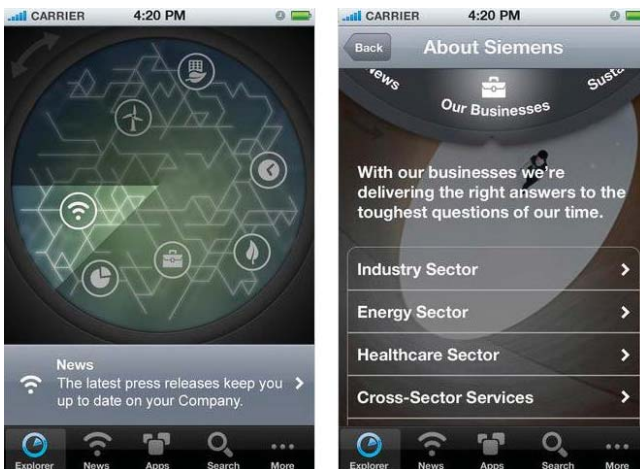 CARRIER 4:20 PM
News
The latest press releases keep you
up to date on your Company.
Explorer News Apps Search More
CARRIER 4:20 PM
Back About Siemens
News Our Businesses
With our businesses we're
delivering the right answers to the
toughest questions of our time.
Industry Sector
Energy Sector
Healthcare Sector
Cross-Sector Services
Explorer News Apps Search More